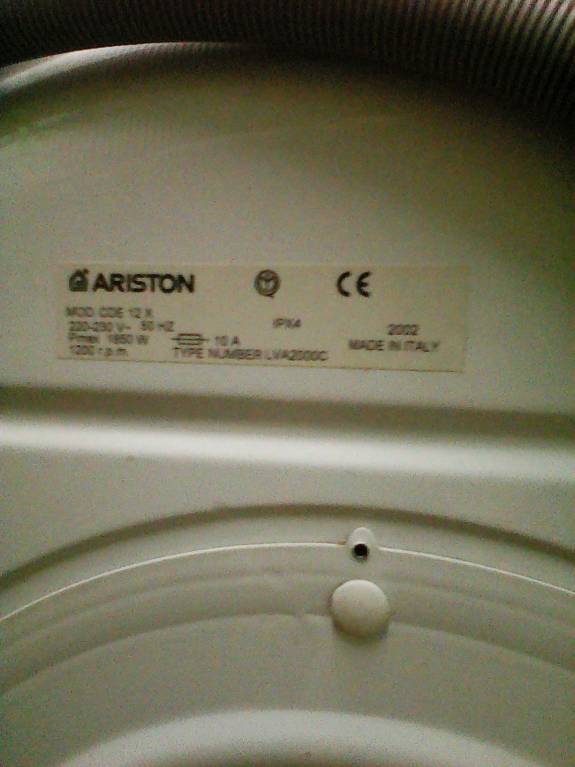 ARISTON
CE
MOD. CDE 12 X
220-230 V~ 50 HZ
IPX4
2002
Pmax 1850 W
10 A
MADE IN ITALY
1200 r.p.m.
TYPE NUMBER LVA2000C